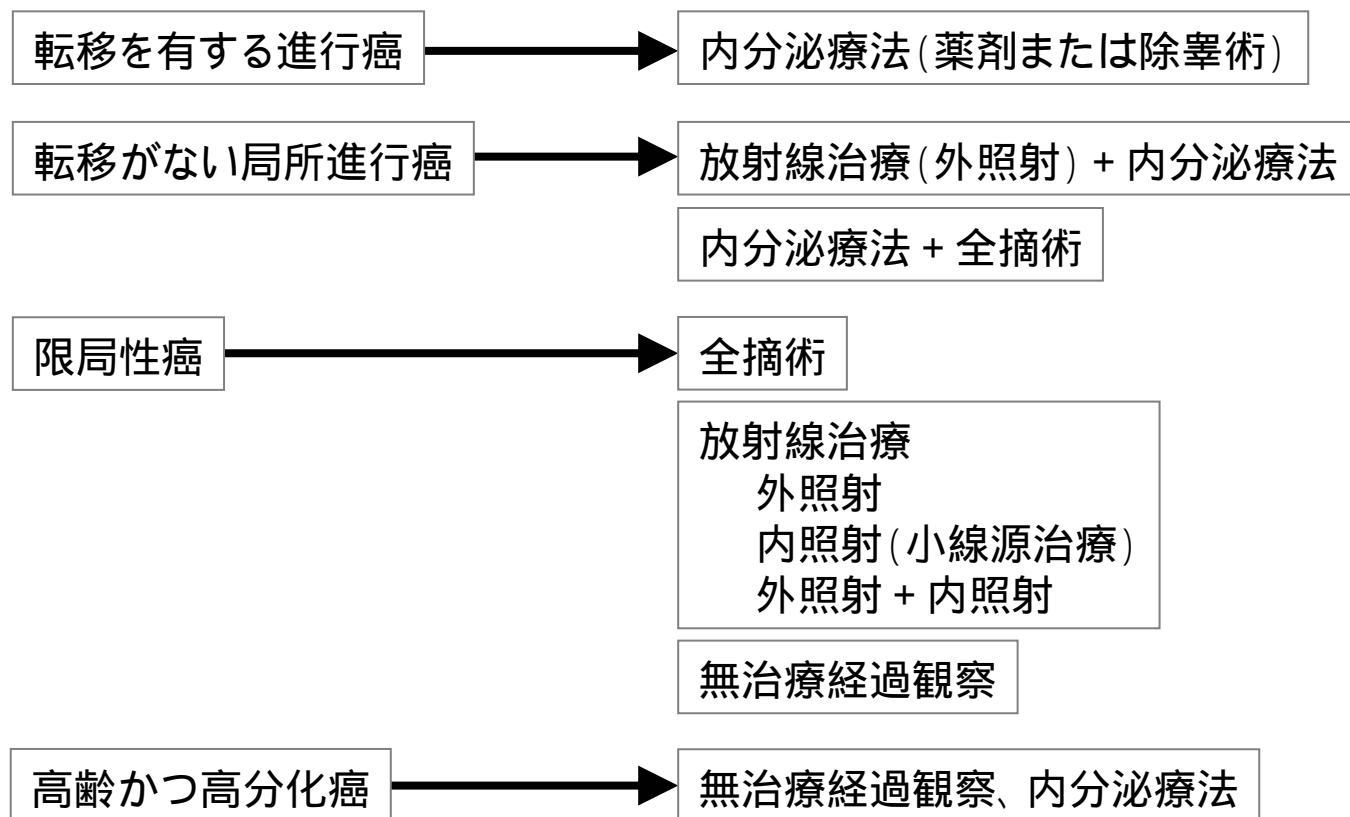 転移を有する進行癌
内分泌療法(薬剤または除睾術)
転移がない局所進行癌
放射線治療(外照射) + 内分泌療法
内分泌療法 + 全摘術
限局性癌
全摘術
放射線治療
外照射
内照射(小線源治療)
外照射 + 内照射
無治療経過観察
高齢かつ高分化癌
無治療経過観察、内分泌療法